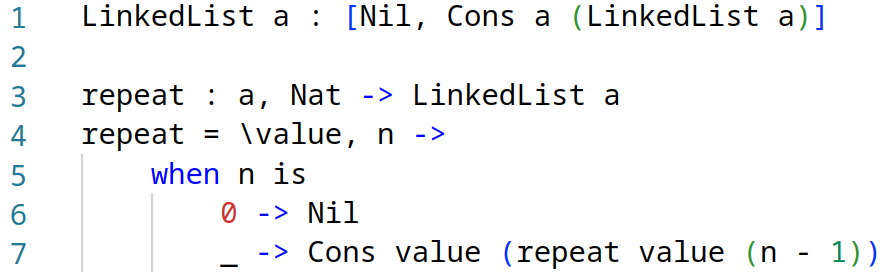 1 LinkedList a : [Nil, Cons a (LinkedList a)]
2
3 repeat : a, Nat -> LinkedList a
4 repeat = \value, n ->
5     when n is
6         0 -> Nil
7         _ -> Cons value (repeat value (n - 1))